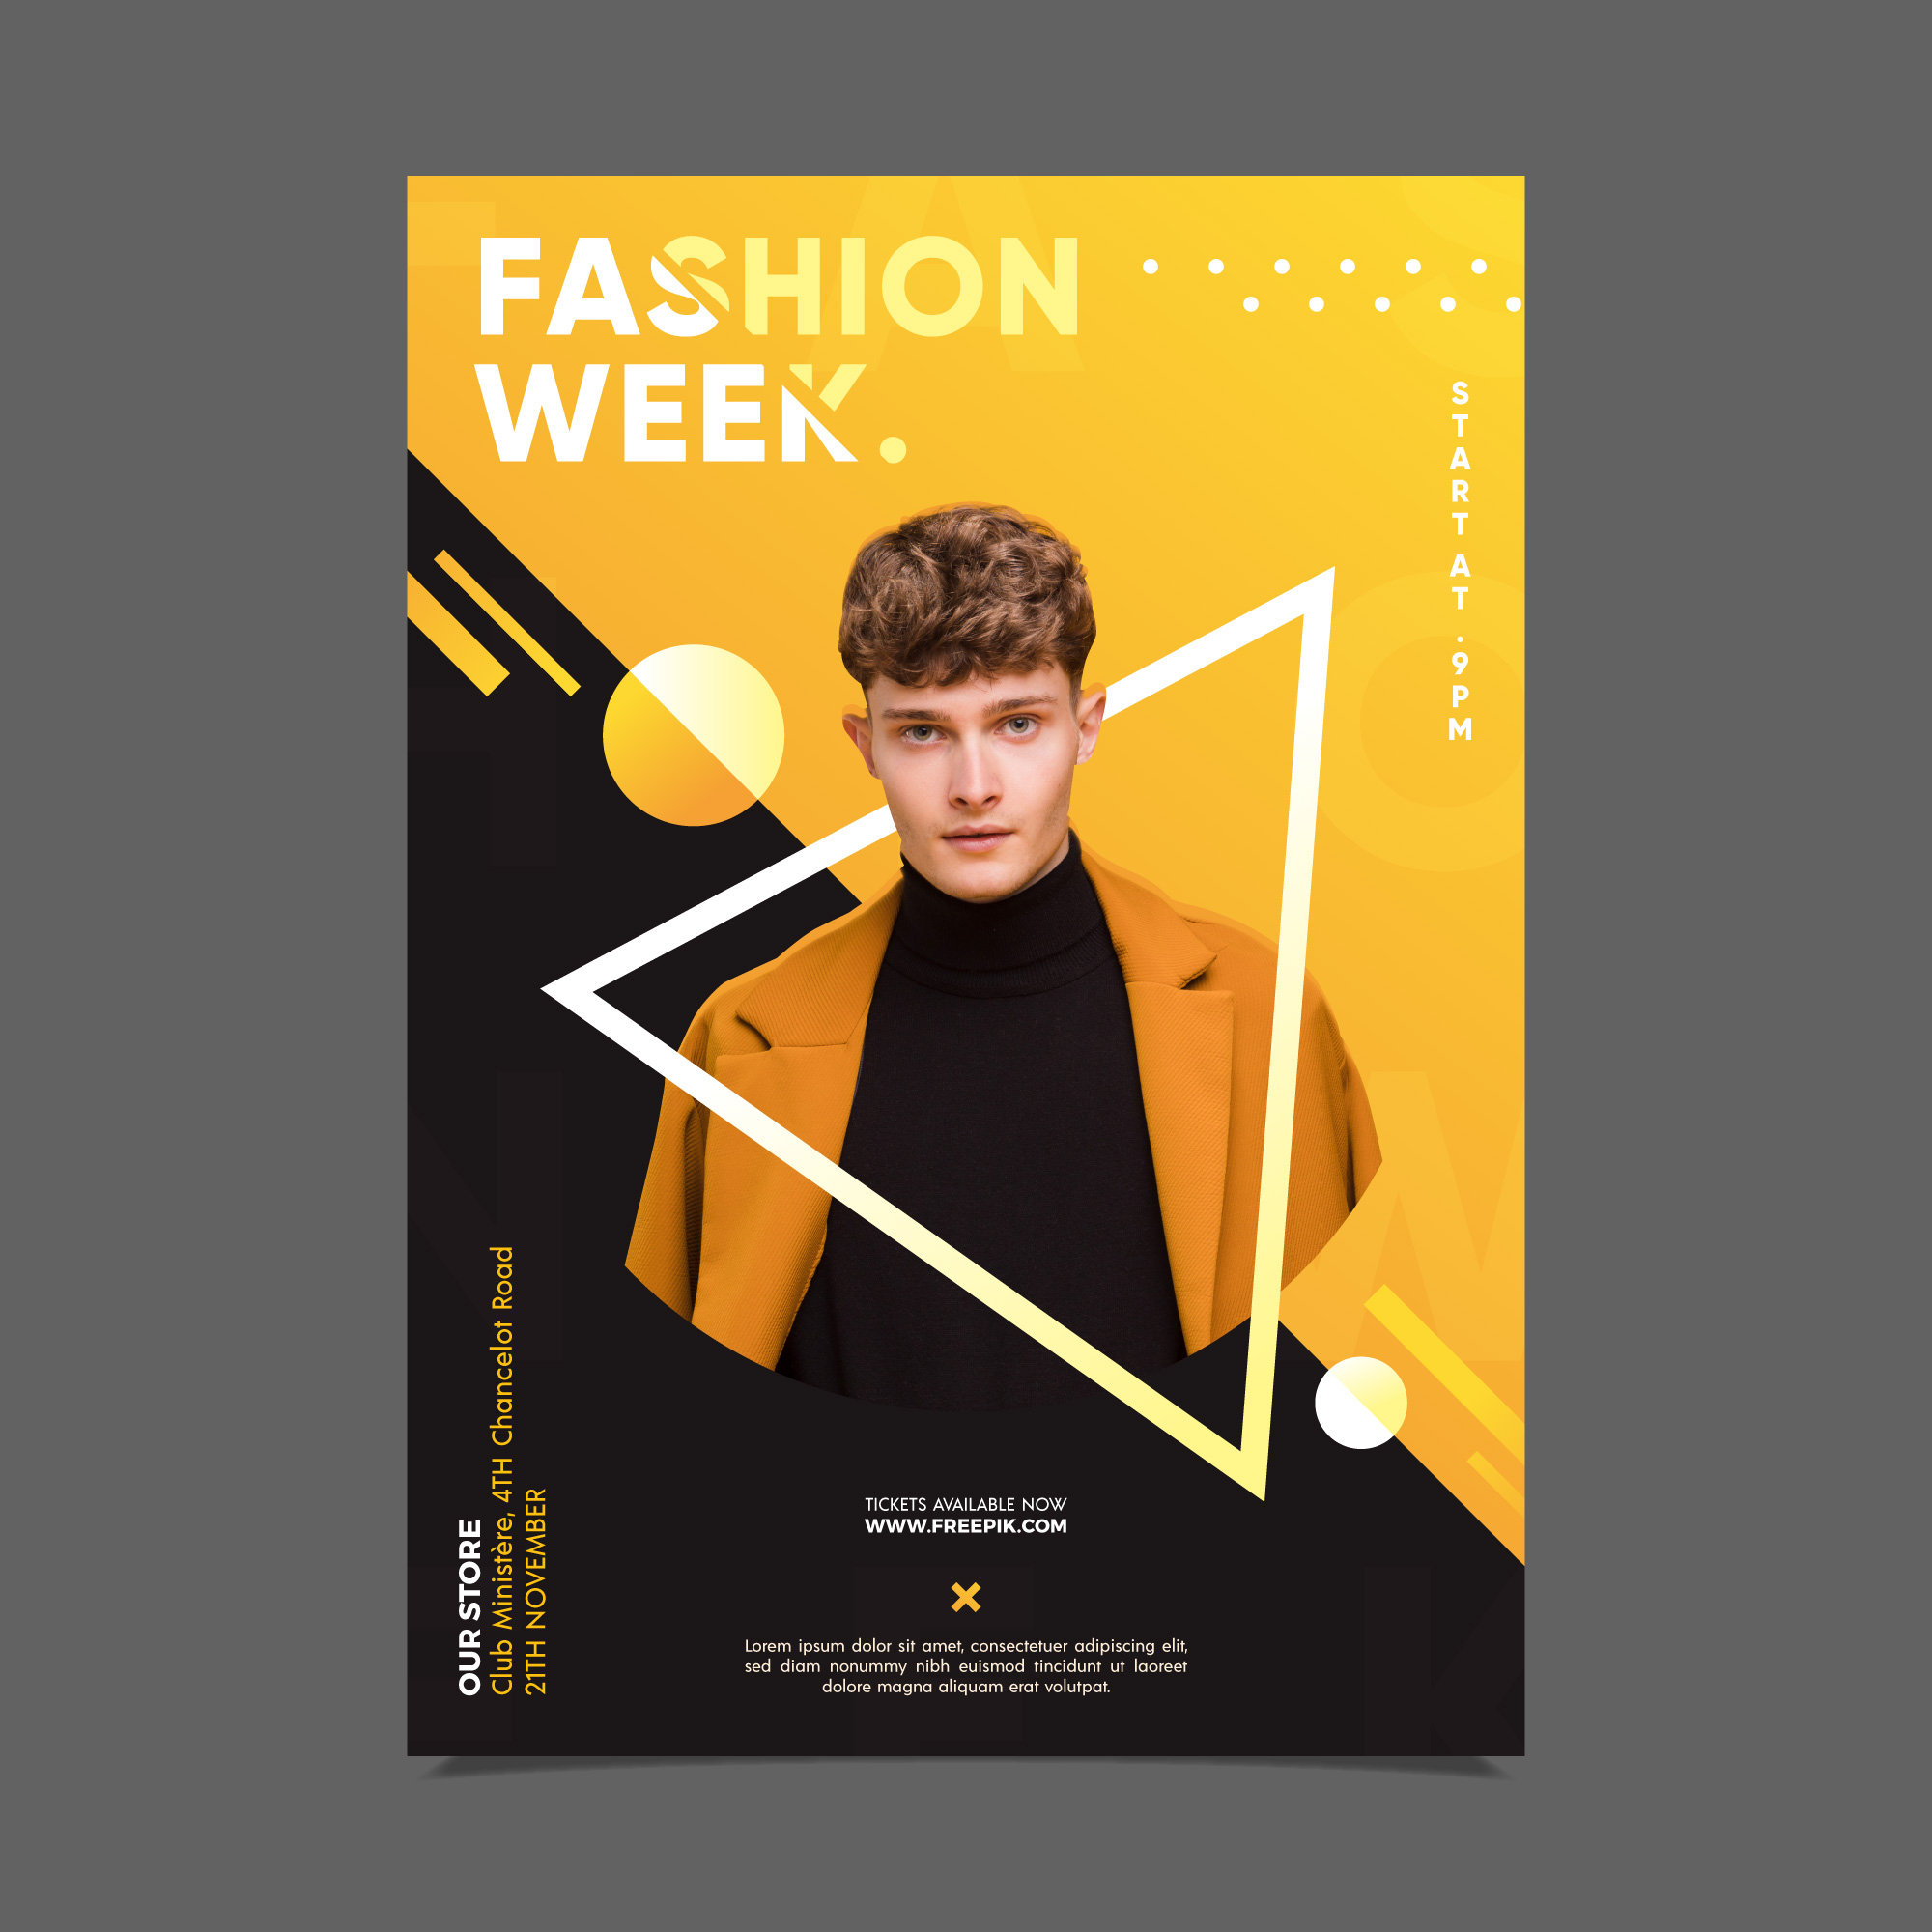 FASHION
WEEK.
START AT .9PM
OUR STORE
Club Ministère, 4TH Chancelot Road
21TH NOVEMBER
TICKETS AVAILABLE NOW
WWW.FREEPIK.COM
Lorem ipsum dolor sit amet, consectetuer adipiscing elit,
sed diam nonummy nibh euismod tincidunt ut laoreet
dolore magna aliquam erat volutpat.